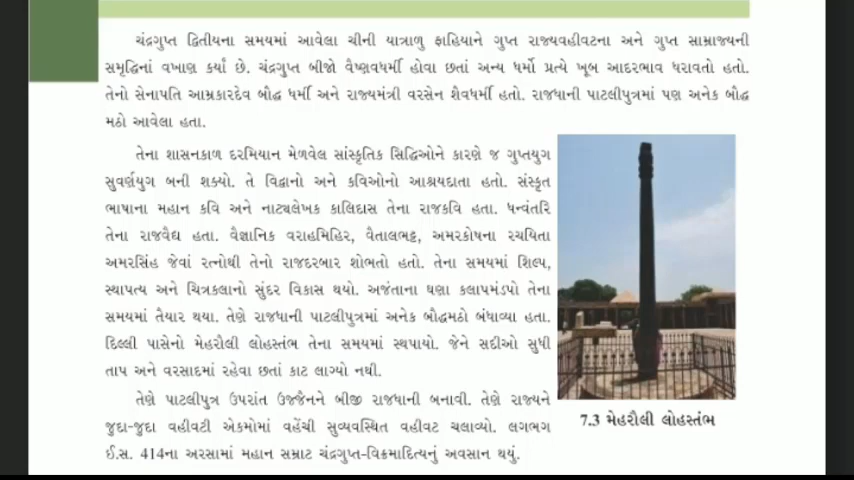 ચંદ્રગુપ્ત દ્વિતીયના સમયમાં આવેલા ચીની યાત્રાળુ ફાહિયાને ગુપ્ત રાજ્યવહીવટના અને ગુપ્ત સામ્રાજ્યની
સમૃદ્ધિનાં વખાણ કર્યાં છે. ચંદ્રગુપ્ત બીજો વૈષ્ણવધર્મી હોવા છતાં અન્ય ધર્મો પ્રત્યે ખૂબ આદરભાવ ધરાવતો હતો.
તેનો સેનાપતિ આમ્રકારદેવ બૌદ્ધ ધર્મી અને રાજ્યમંત્રી વરસેન શૈવધર્મી હતો. રાજધાની પાટલીપુત્રમાં પણ અનેક બૌદ્ધ
મઠો આવેલા હતા.
તેના શાસનકાળ દરમિયાન મેળવેલ સાંસ્કૃતિક સિદ્ધિઓને કારણે જ ગુપ્તયુગ
સુવર્ણયુગ બની શક્યો. તે વિદ્વાનો અને કવિઓનો આશ્રયદાતા હતો. સંસ્કૃત
ભાષાના મહાન કવિ અને નાટ્યલેખક કાલિદાસ તેના રાજકવિ હતા. ધન્વંતરિ
તેના રાજવૈદ્ય હતા. વૈજ્ઞાનિક વરાહમિહિર, વૈતાલભટ્ટ, અમરકોષના રચયિતા
અમરસિંહ જેવાં રત્નોથી તેનો રાજદરબાર શોભતો હતો. તેના સમયમાં શિલ્પ,
સ્થાપત્ય અને ચિત્રકલાનો સુંદર વિકાસ થયો. અજંતાના ઘણા કલામંડપો તેના
સમયમાં તૈયાર થયા. તેણે રાજધાની પાટલીપુત્રમાં અનેક બૌદ્ધમઠો બંધાવ્યા હતા.
દિલ્લી પાસેનો મેહરૌલી લોહસ્તંભ તેના સમયમાં સ્થપાયો. જેને સદીઓ સુધી
તાપ અને વરસાદમાં રહેવા છતાં કાટ લાગ્યો નથી.
તેણે પાટલીપુત્ર ઉપરાંત ઉજ્જૈનને બીજી રાજધાની બનાવી. તેણે રાજ્યને
જુદા-જુદા વહીવટી એકમોમાં વહેંચી સુવ્યવસ્થિત વહીવટ ચલાવ્યો. લગભગ
ઈ.સ. 414ના અરસામાં મહાન સમ્રાટ ચંદ્રગુપ્ત-વિક્રમાદિત્યનું અવસાન થયું.
7.3 મેહરૌલી લોહસ્તંભ